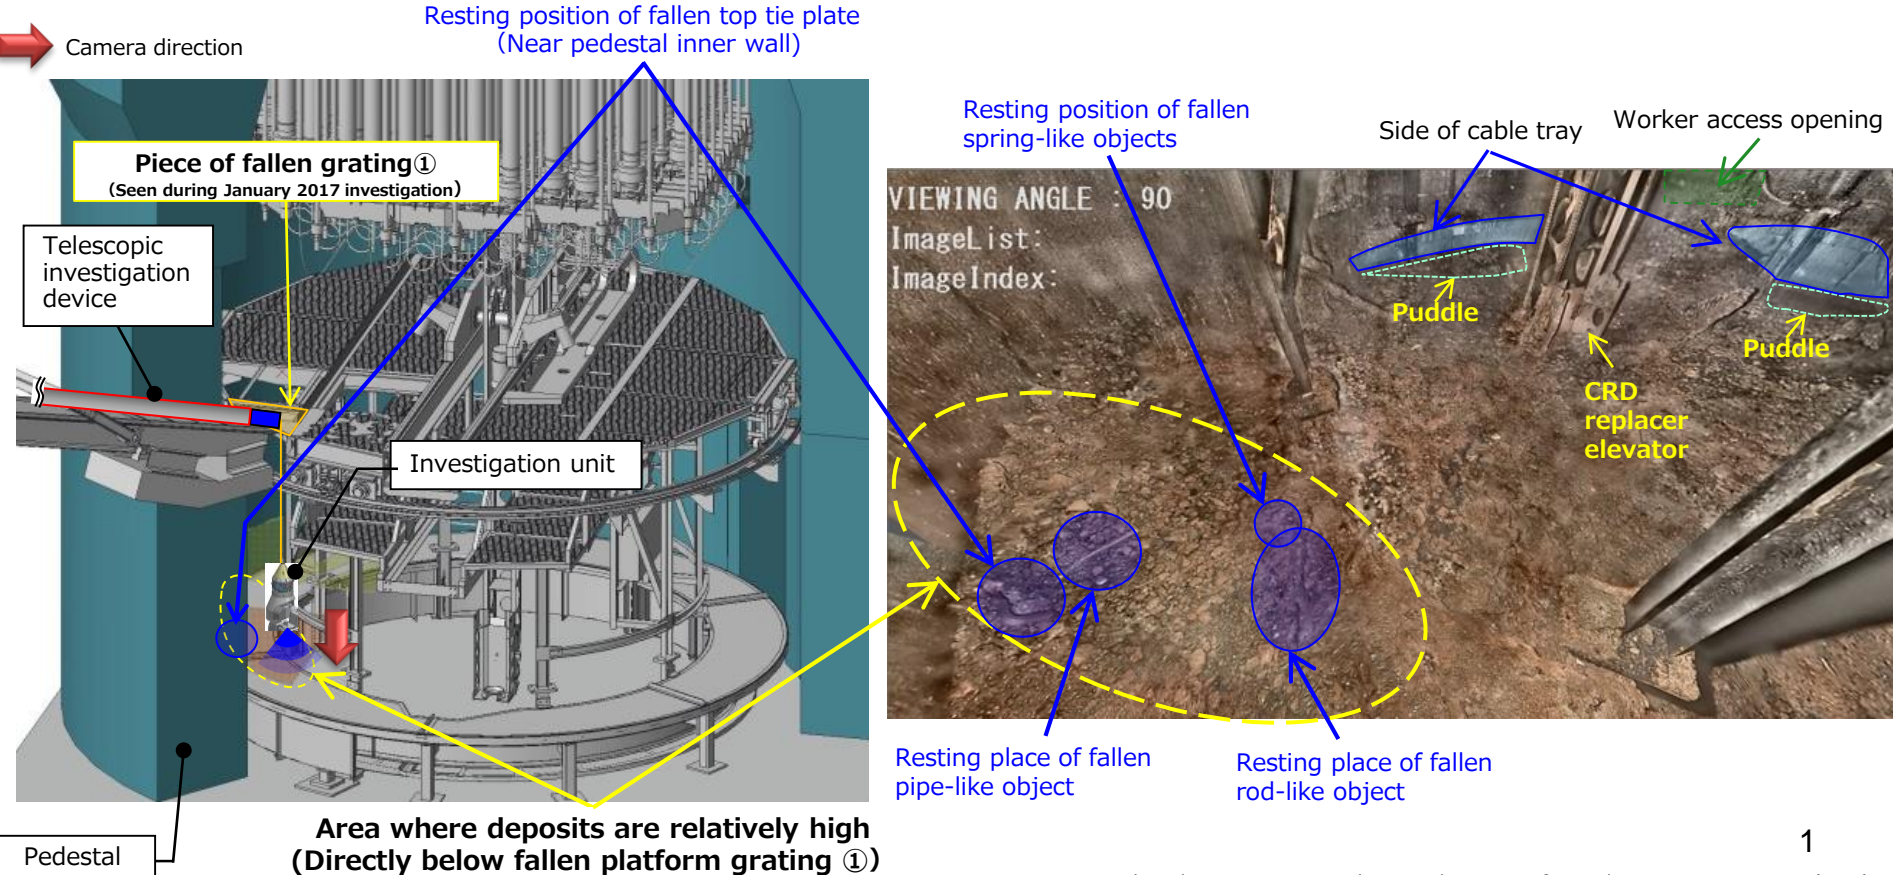 Resting position of fallen top tie plate
(Near pedestal inner wall)
Camera direction
Piece of fallen grating①
(Seen during January 2017 investigation)
Telescopic
investigation
device
Investigation unit
Pedestal
Area where deposits are relatively high
(Directly below fallen platform grating ①)
Resting position of fallen
spring-like objects
Side of cable tray
Worker access opening
VIEWING ANGLE : 90
ImageList:
ImageIndex:
Puddle
Puddle
CRD
replacer
elevator
Resting place of fallen
pipe-like object
Resting place of fallen
rod-like object
1